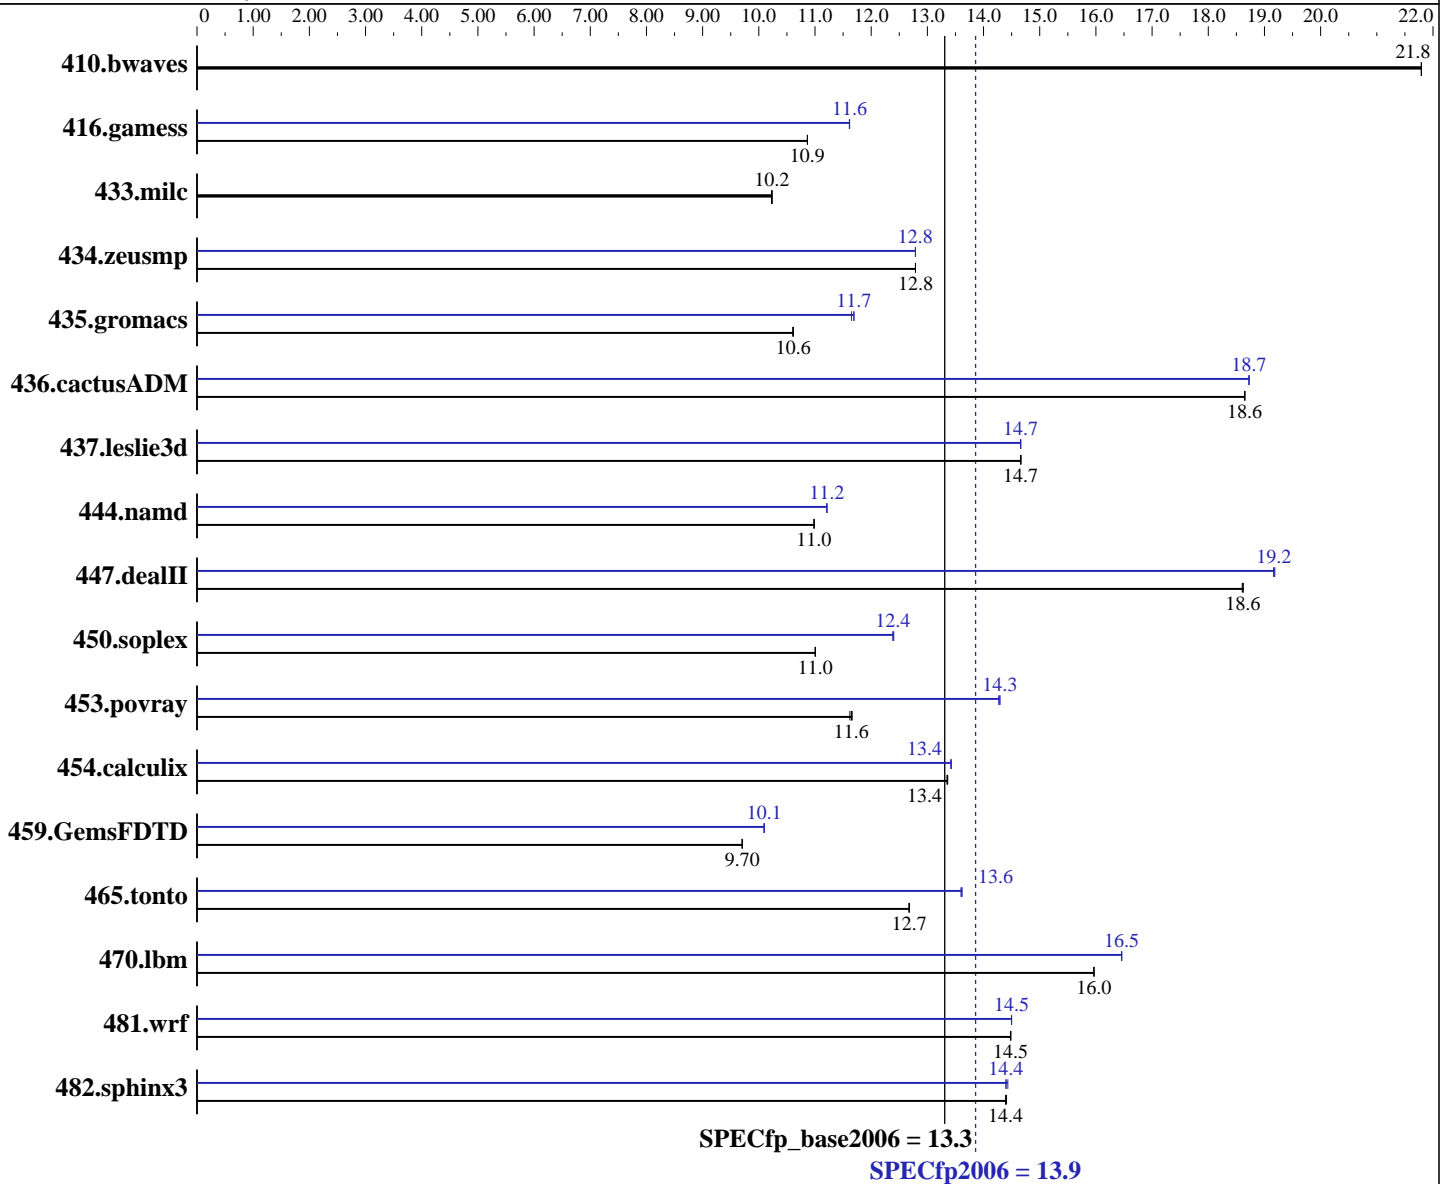 0 1.00 2.00 3.00 4.00 5.00 6.00 7.00 8.00 9.00 10.0 11.0 12.0 13.0 14.0 15.0 16.0 17.0 18.0 19.0 20.0 22.0
410.bwaves 21.8
416.gamess 11.6
10.9
433.milc 10.2
434.zeusmp 12.8
12.8
435.gromacs 11.7
10.6
436.cactusADM 18.7
18.6
437.leslie3d 14.7
14.7
444.namd 11.2
11.0
447.dealII 19.2
18.6
450.soplex 12.4
11.0
453.povray 14.3
11.6
454.calculix 13.4
13.4
459.GemsFDTD 10.1
9.70
465.tonto 13.6
12.7
470.lbm 16.5
16.0
481.wrf 14.5
14.5
482.sphinx3 14.4
14.4
SPECfp_base2006 = 13.3
SPECfp2006 = 13.9